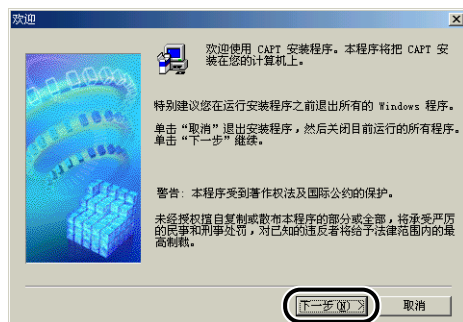 欢迎
欢迎使用 CAPT 安装程序。本程序将把 CAPT 安
装在您的计算机上。
特别建议您在运行安装程序之前退出所有的 Windows 程序。
单击“取消”退出安装程序，然后关闭目前运行的所有程序。
单击“下一步”继续。
警告: 本程序受到著作权法及国际公约的保护。
未经授权擅自复制或散布本程序的部分或全部，将承受严厉
的民事和刑事处罚，对已知的违反者将给予法律范围内的最
高制裁。
下一步(N) > 取消